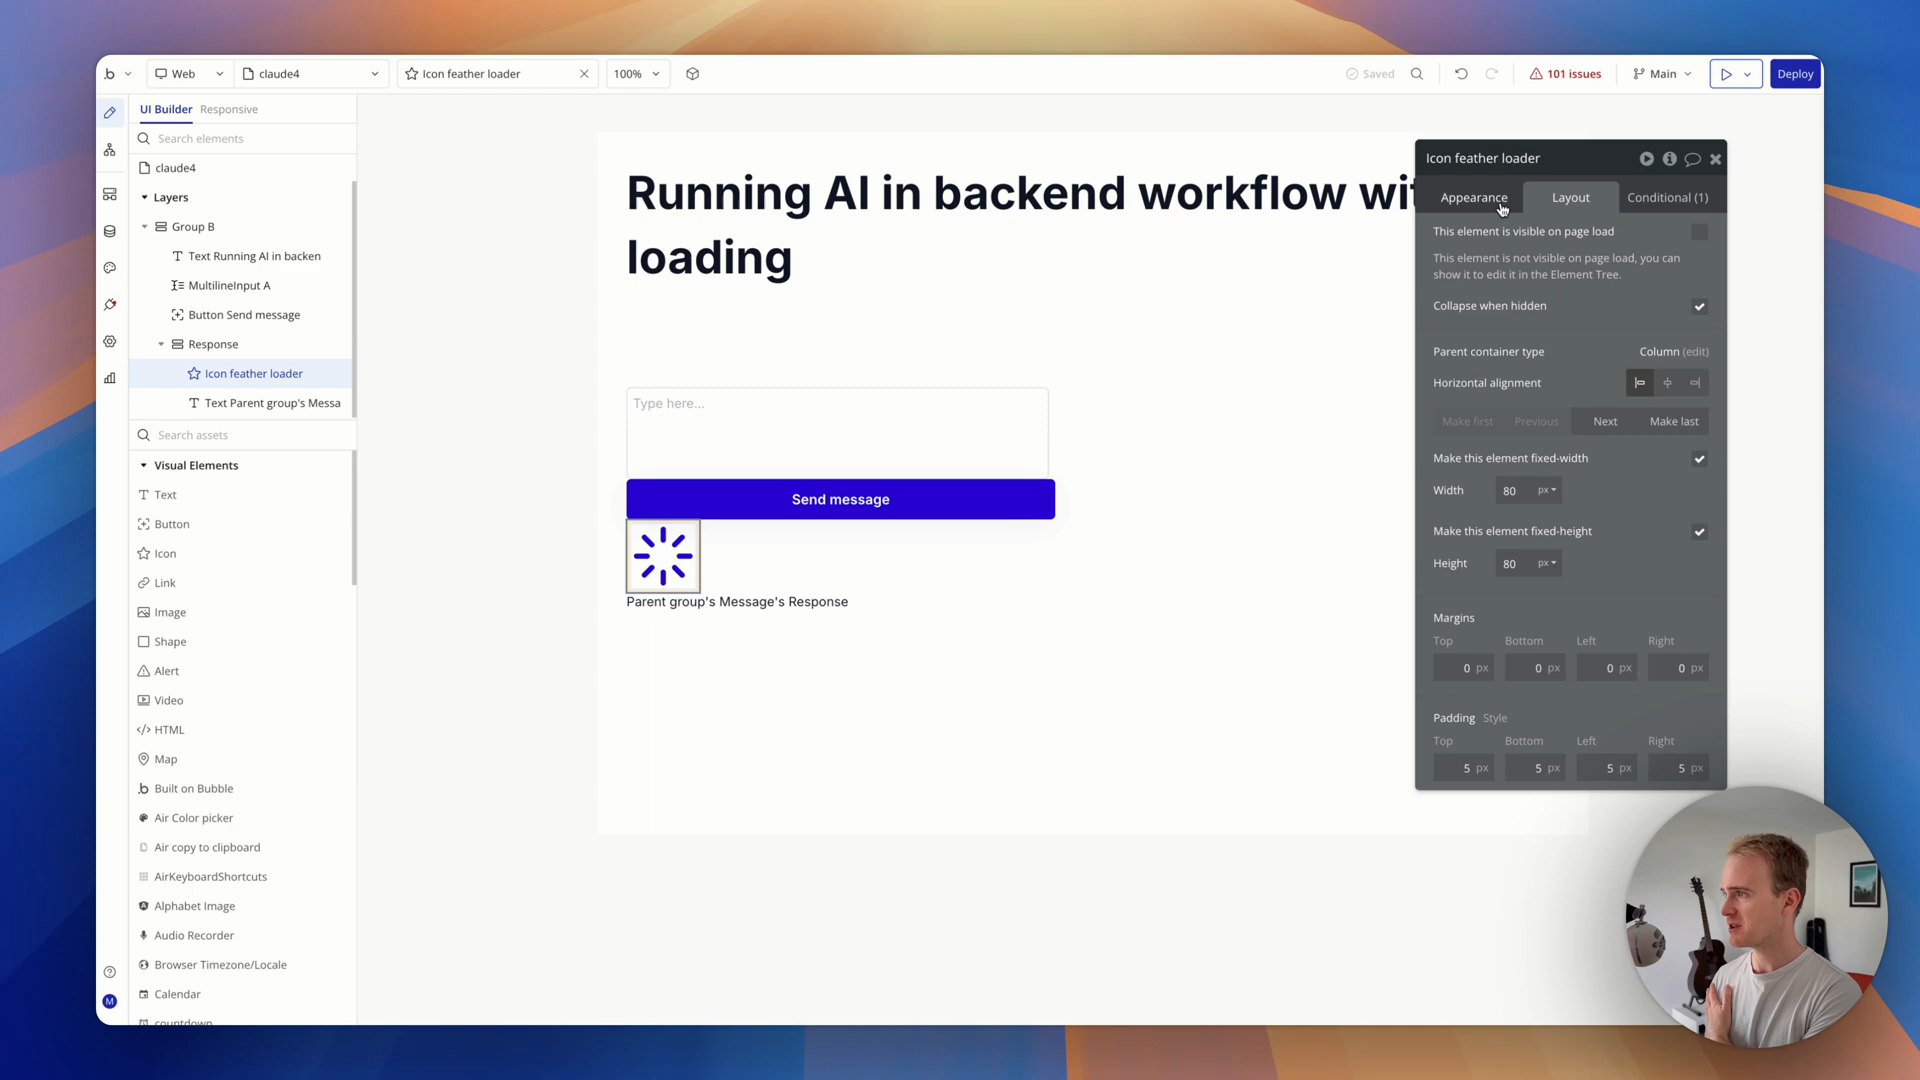 Web
claude4
Icon feather loader
100%
Saved
101 issues
Main
Deploy
UI Builder
Responsive
Search elements
claude4
Layers
Group B
Text Running AI in backen
MultilineInput A
Button Send message
Response
Icon feather loader
Text Parent group's Messa
Search assets
Visual Elements
Text
Button
Icon
Link
Image
Shape
Alert
Video
</> HTML
Map
Built on Bubble
Air Color picker
Air copy to clipboard
AirKeyboardShortcuts
Alphabet Image
Audio Recorder
Browser Timezone/Locale
Calendar
countdown
M
Running AI in backend workflow wit
loading
Type here...
Send message
Parent group's Message's Response
Icon feather loader
Appearance
Layout
Conditional (1)
This element is visible on page load
This element is not visible on page load, you can
show it to edit it in the Element Tree.
Collapse when hidden
Parent container type
Column (edit)
Horizontal alignment
Make first
Previous
Next
Make last
Make this element fixed-width
Width
80 px
Make this element fixed-height
Height
80 px
Margins
Top
Bottom
Left
Right
0 px
0 px
0 px
0 px
Padding
Style
Top
Bottom
Left
Right
5 px
5 px
5 px
5 px